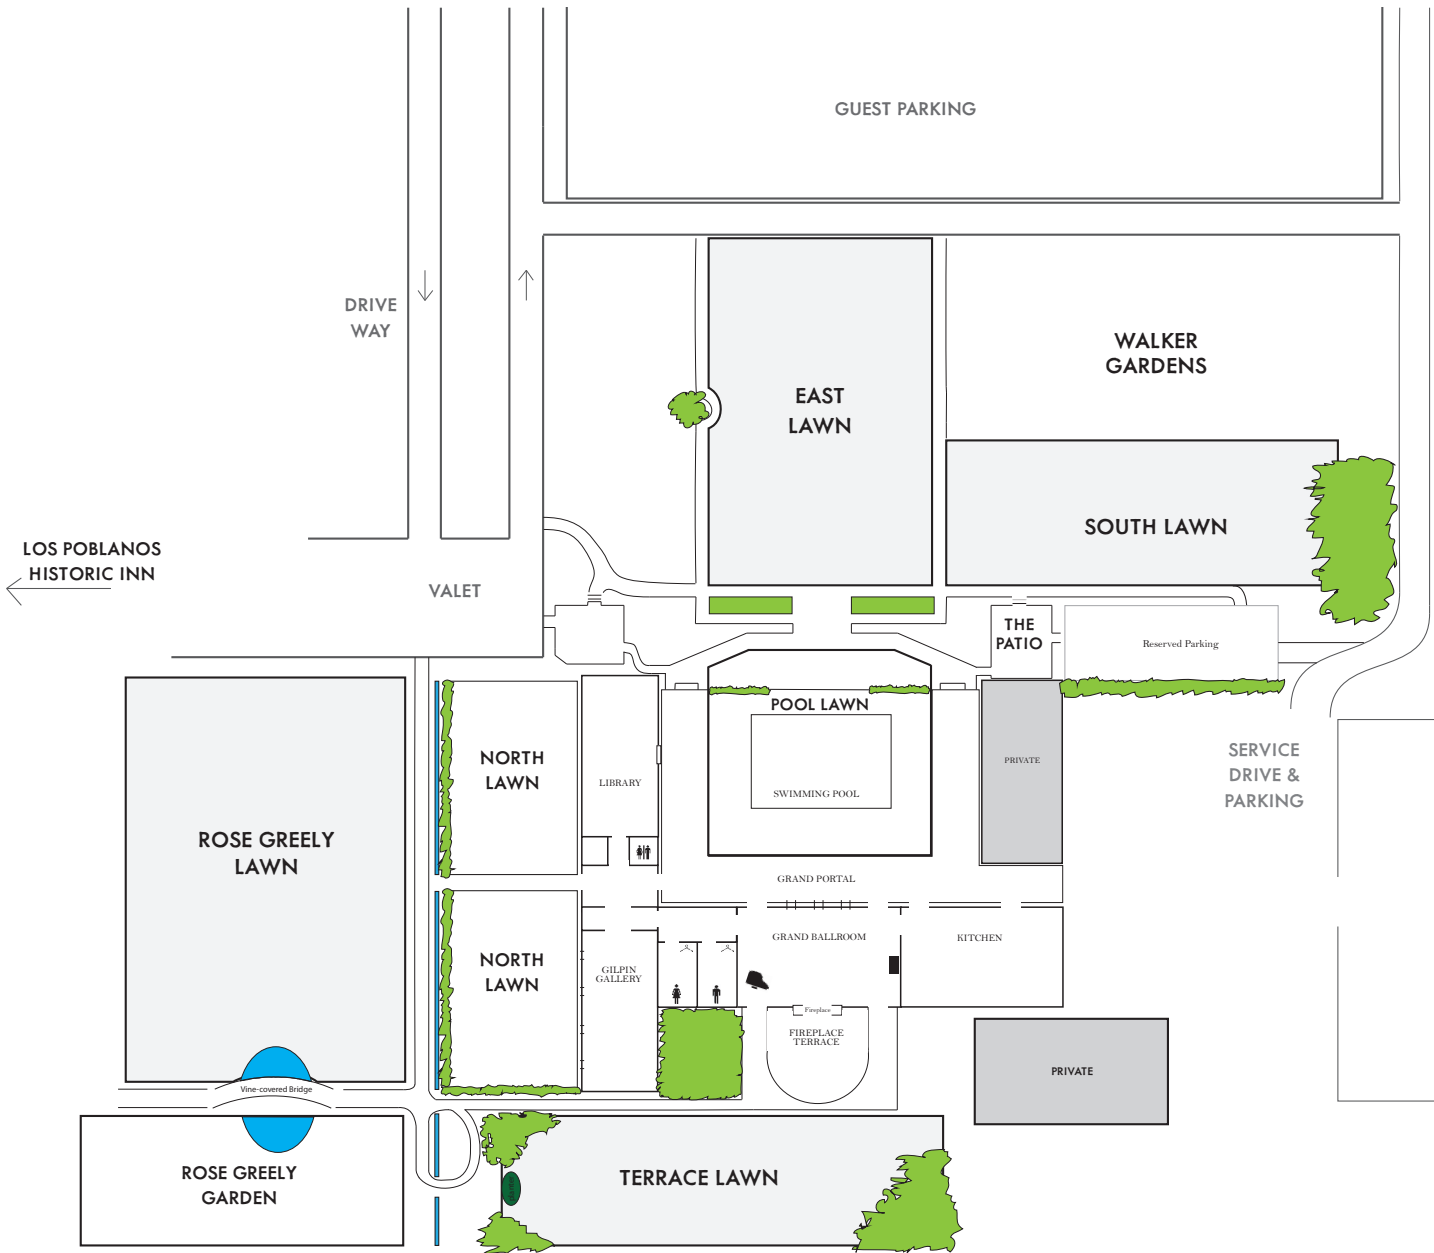 GUEST PARKING
DRIVE
WAY
WALKER
GARDENS
EAST
LAWN
SOUTH LAWN
LOS POBLANOS
HISTORIC INN
VALET
THE
PATIO
Reserved Parking
POOL LAWN
NORTH
LAWN
LIBRARY
SWIMMING POOL
PRIVATE
SERVICE
DRIVE &
PARKING
ROSE GREELY
LAWN
GRAND PORTAL
GRAND BALLROOM
KITCHEN
NORTH
LAWN
GILPIN
GALLERY
Fireplace
FIREPLACE
TERRACE
PRIVATE
Vine-covered Bridge
ROSE GREELY
GARDEN
TERRACE LAWN